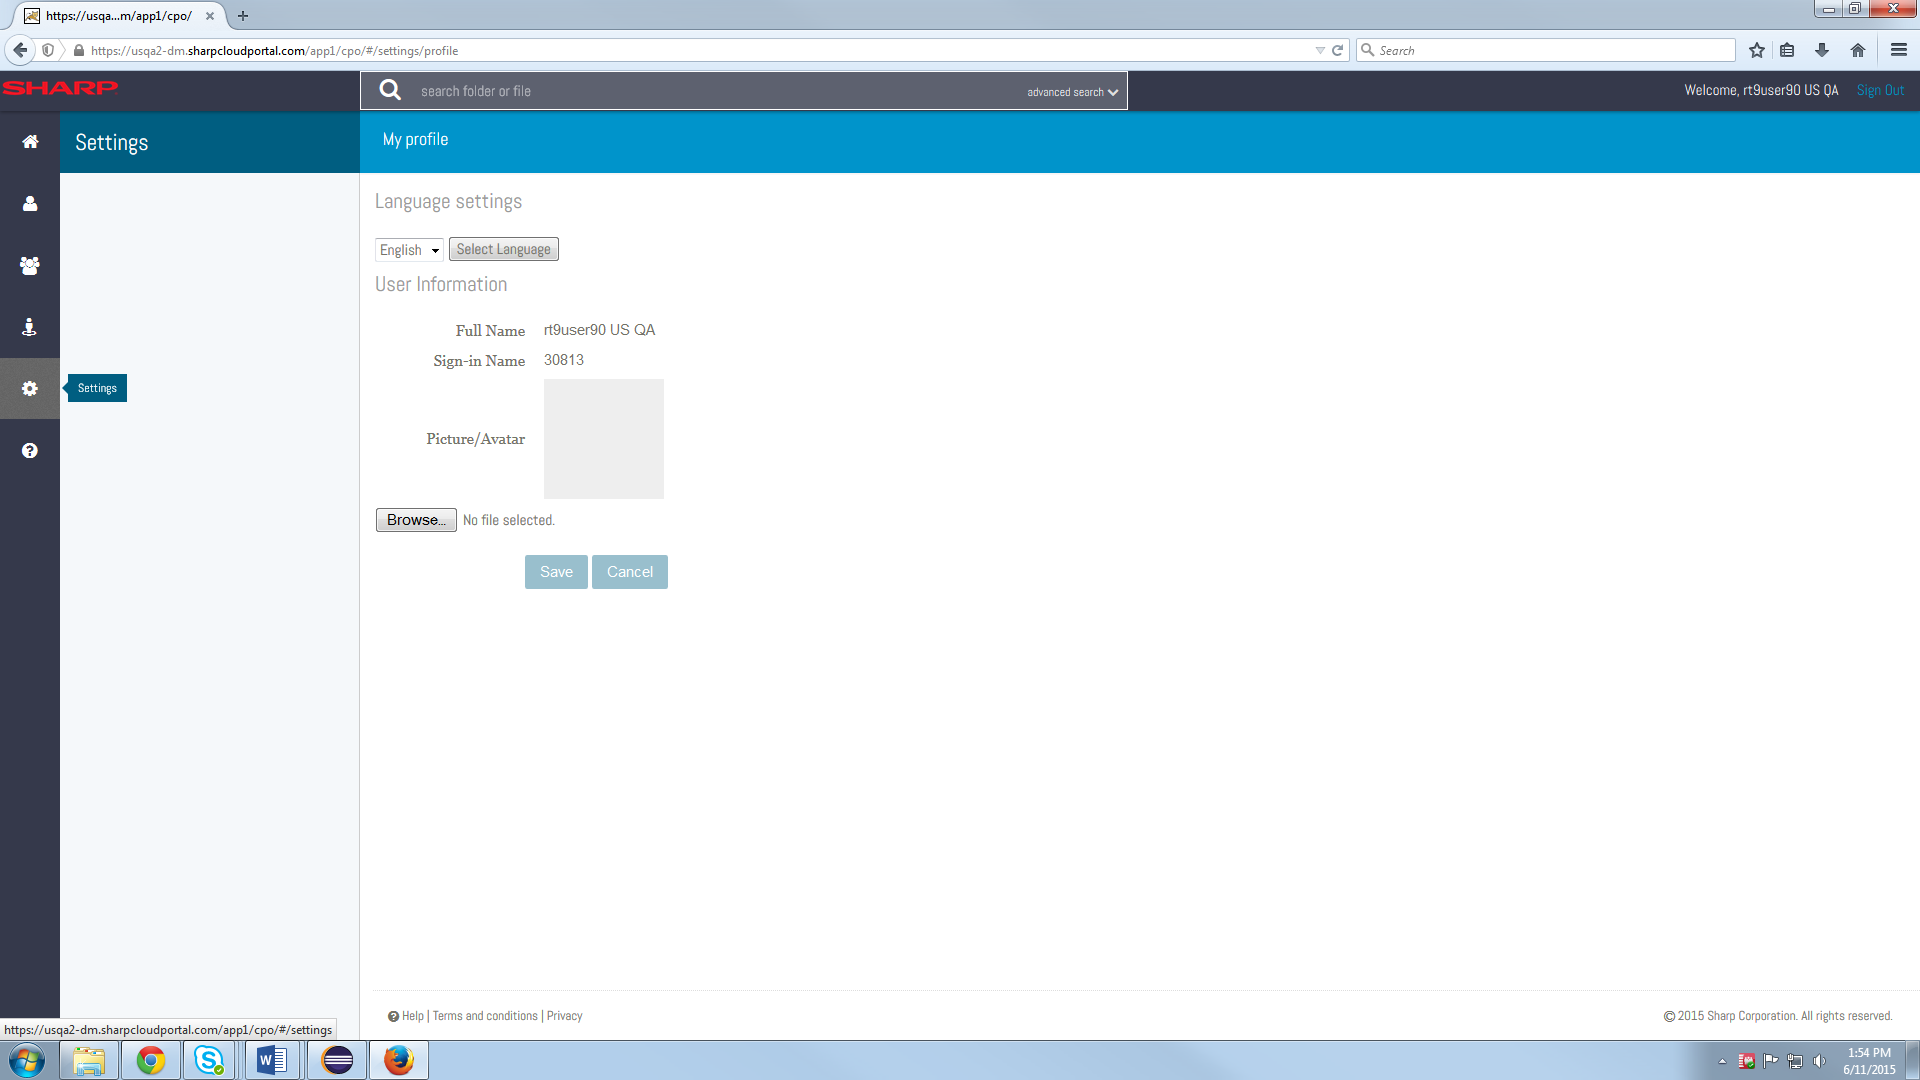 https://usqa...m/app1/cpo/
https://usqa2-dm.sharpcloudportal.com/app1/cpo/#/settings/profile
Search
SHARP
search folder or file
advanced search
Welcome, rt9user90 US QA
Sign Out
Settings
My profile
Language settings
English
Select Language
User Information
Full Name rt9user90 US QA
Sign-in Name 30813
Settings
Picture/Avatar
Browse... No file selected.
Save Cancel
Help | Terms and conditions | Privacy
© 2015 Sharp Corporation. All rights reserved.
https://usqa2-dm.sharpcloudportal.com/app1/cpo/#/settings
1:54 PM
6/11/2015